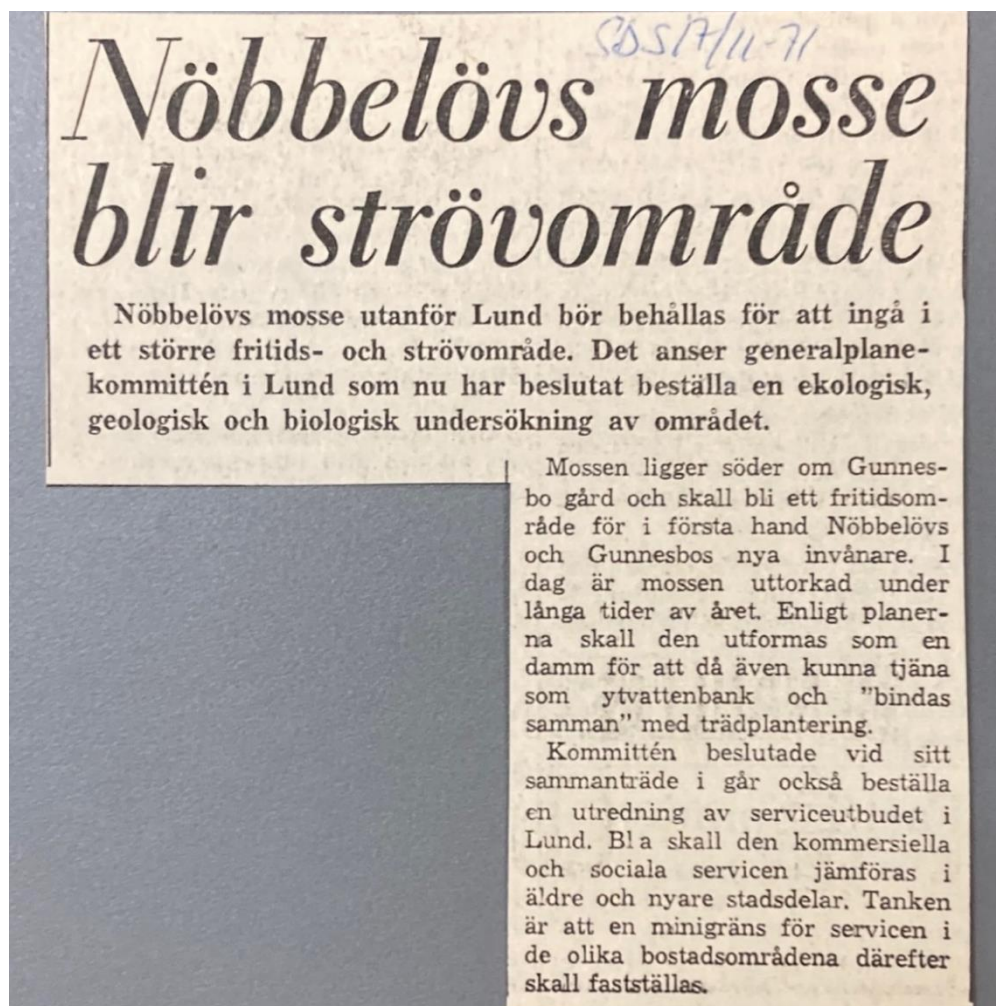 SDS 17/11-71
Nöbbelövs mosse
blir strövområde
Nöbbelövs mosse utanför Lund bör behållas för att ingå i
ett större fritids- och strövområde. Det anser generalplane-
kommittén i Lund som nu har beslutat beställa en ekologisk,
geologisk och biologisk undersökning av området.
Mossen ligger söder om Gunnes-
bo gård och skall bli ett fritidsom-
råde för i första hand Nöbbelövs
och Gunnesbos nya invånare. I
dag är mossen uttorkad under
långa tider av året. Enligt planer-
na skall den utformas som en
damm för att då även kunna tjäna
som ytvattenbank och "bindas
samman" med trädplantering.
Kommittén beslutade vid sitt
sammanträde i går också beställa
en utredning av serviceutbudet i
Lund. Bl a skall den kommersiella
och sociala servicen jämföras i
äldre och nyare stadsdelar. Tanken
är att en minigräns för servicen i
de olika bostadsområdena därefter
skall fastställas.